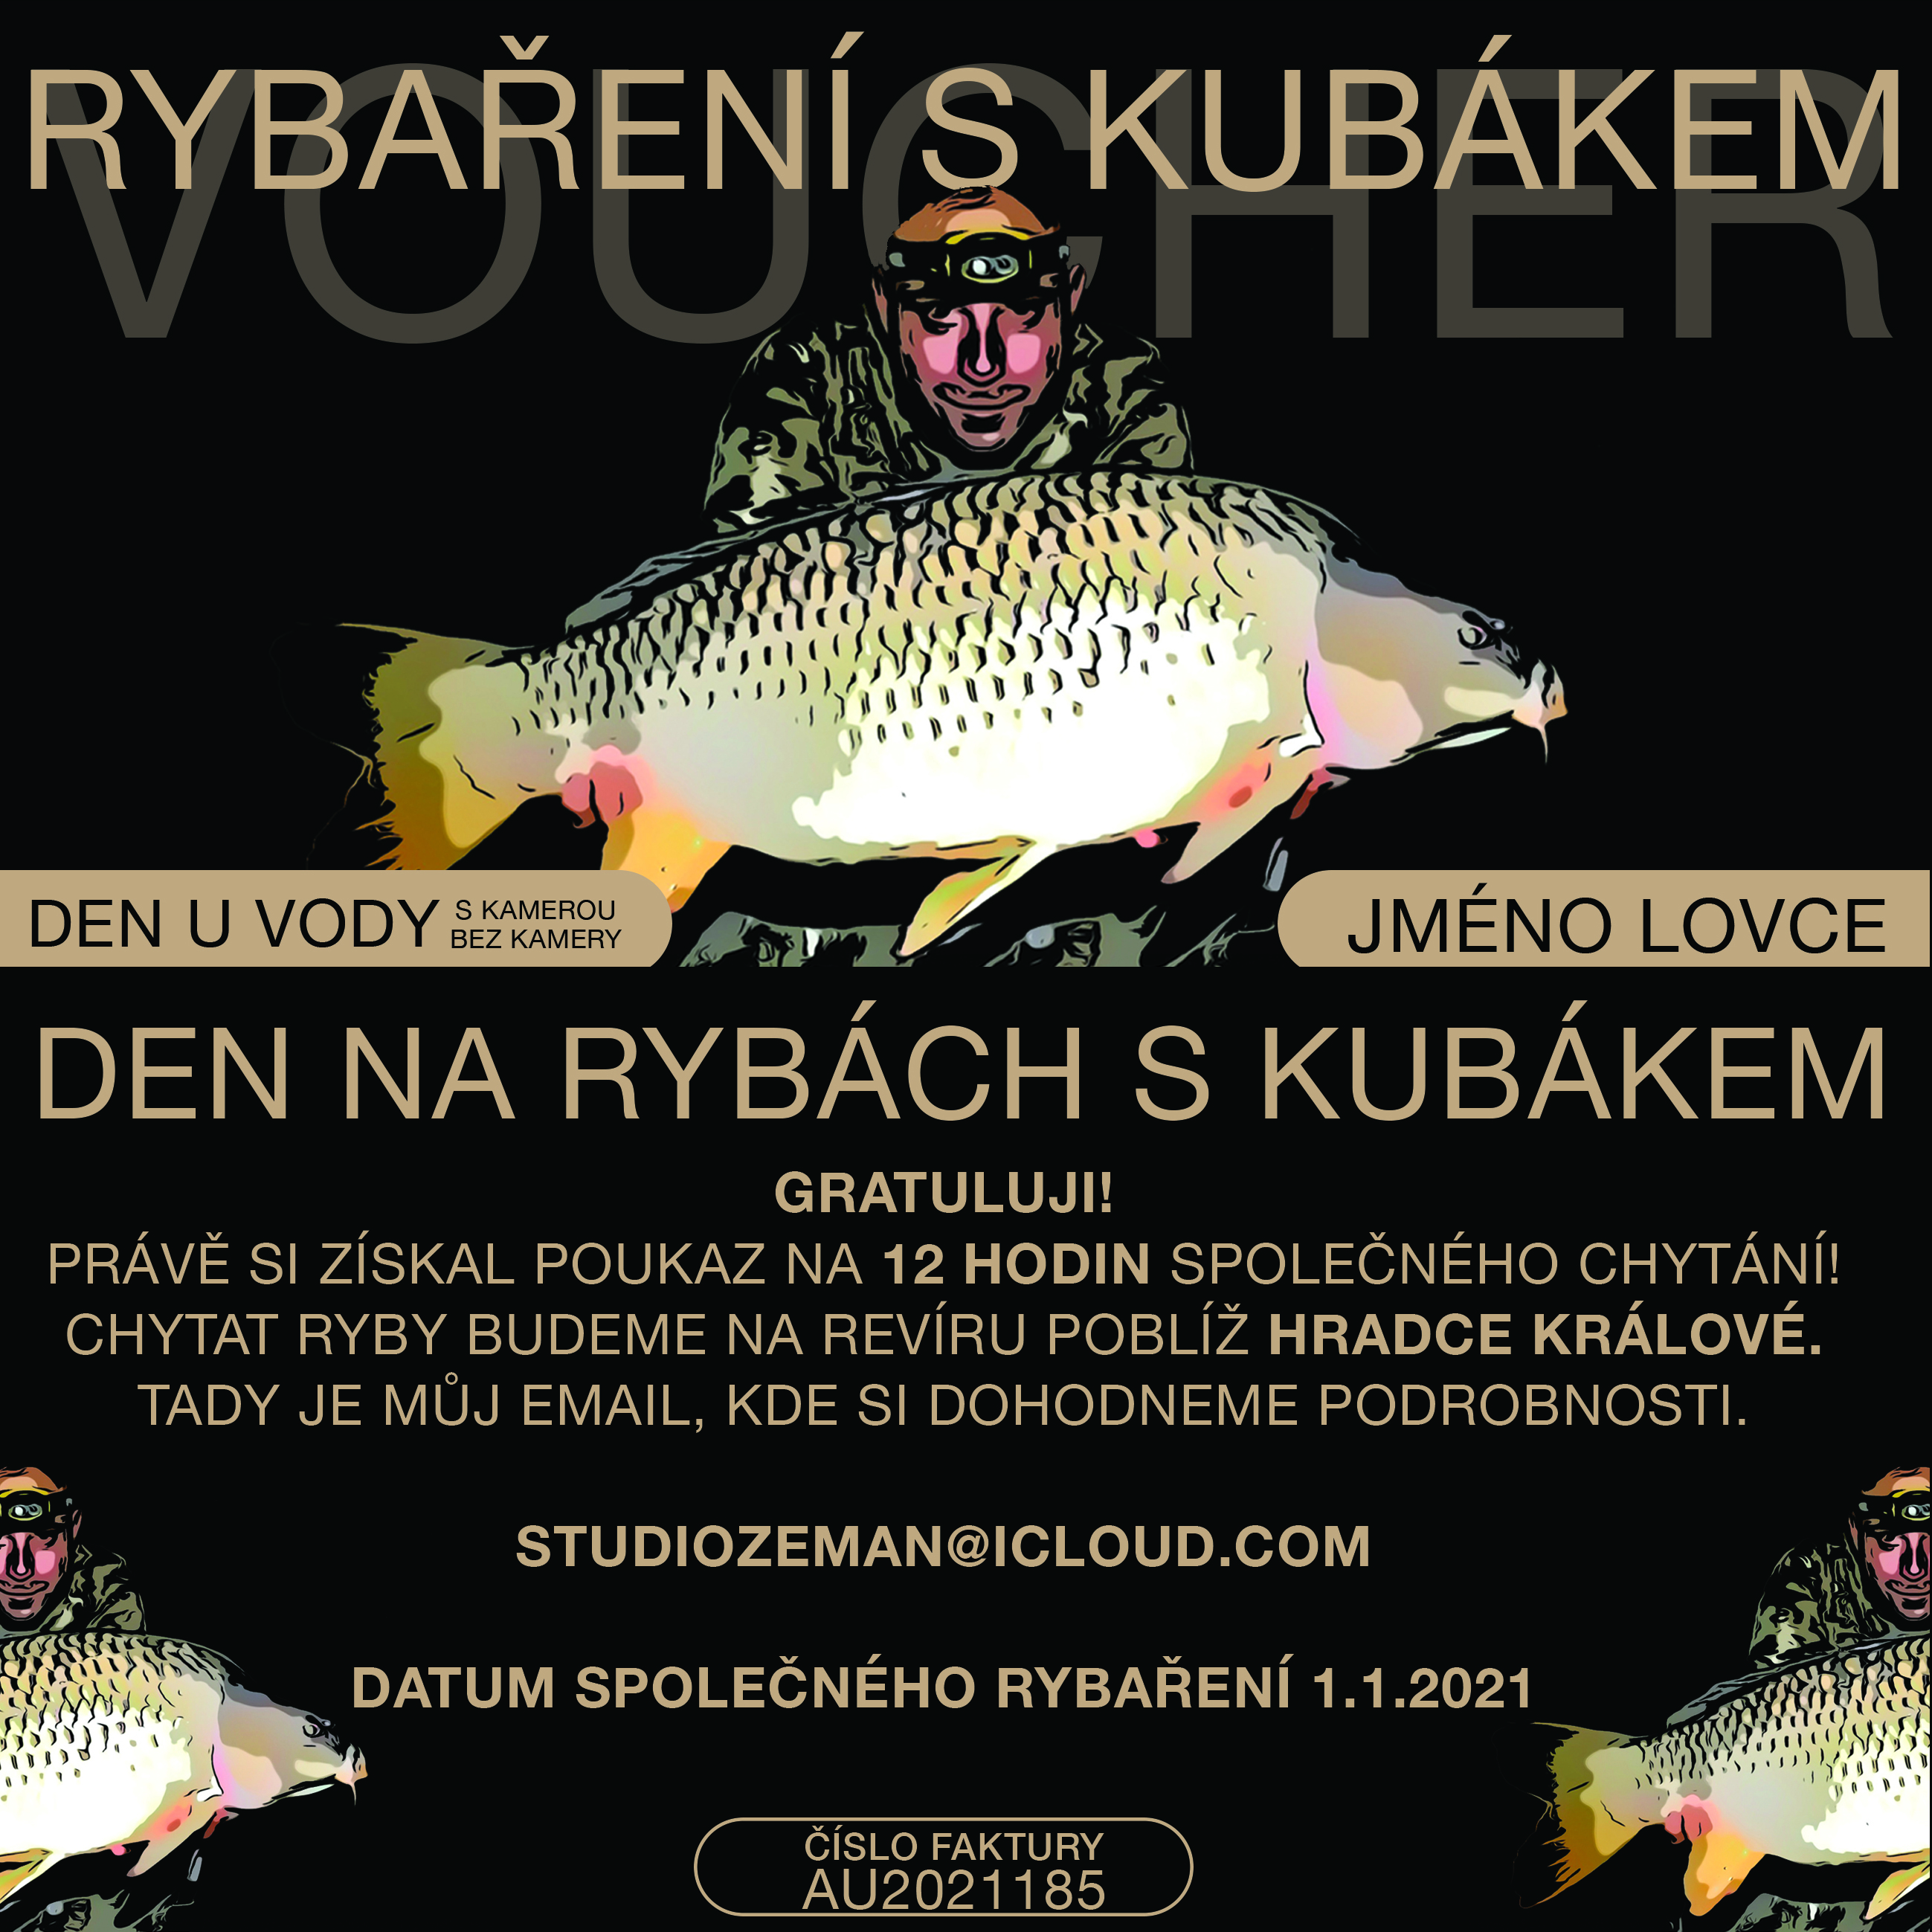 RYBAŘENÍ S KUBÁKEM
VOUCHER
DEN U VODY
S KAMEROU
BEZ KAMERY
JMÉNO LOVCE
DEN NA RYBÁCH S KUBÁKEM
GRATULUJI!
PRÁVĚ SI ZÍSKAL POUKAZ NA 12 HODIN SPOLEČNÉHO CHYTÁNÍ!
CHYTAT RYBY BUDEME NA REVÍRU POBLÍŽ HRADCE KRÁLOVÉ.
TADY JE MŮJ EMAIL, KDE SI DOHODNEME PODROBNOSTI.
STUDIOZEMAN@ICLOUD.COM
DATUM SPOLEČNÉHO RYBAŘENÍ 1.1.2021
ČÍSLO FAKTURY
AU2021185